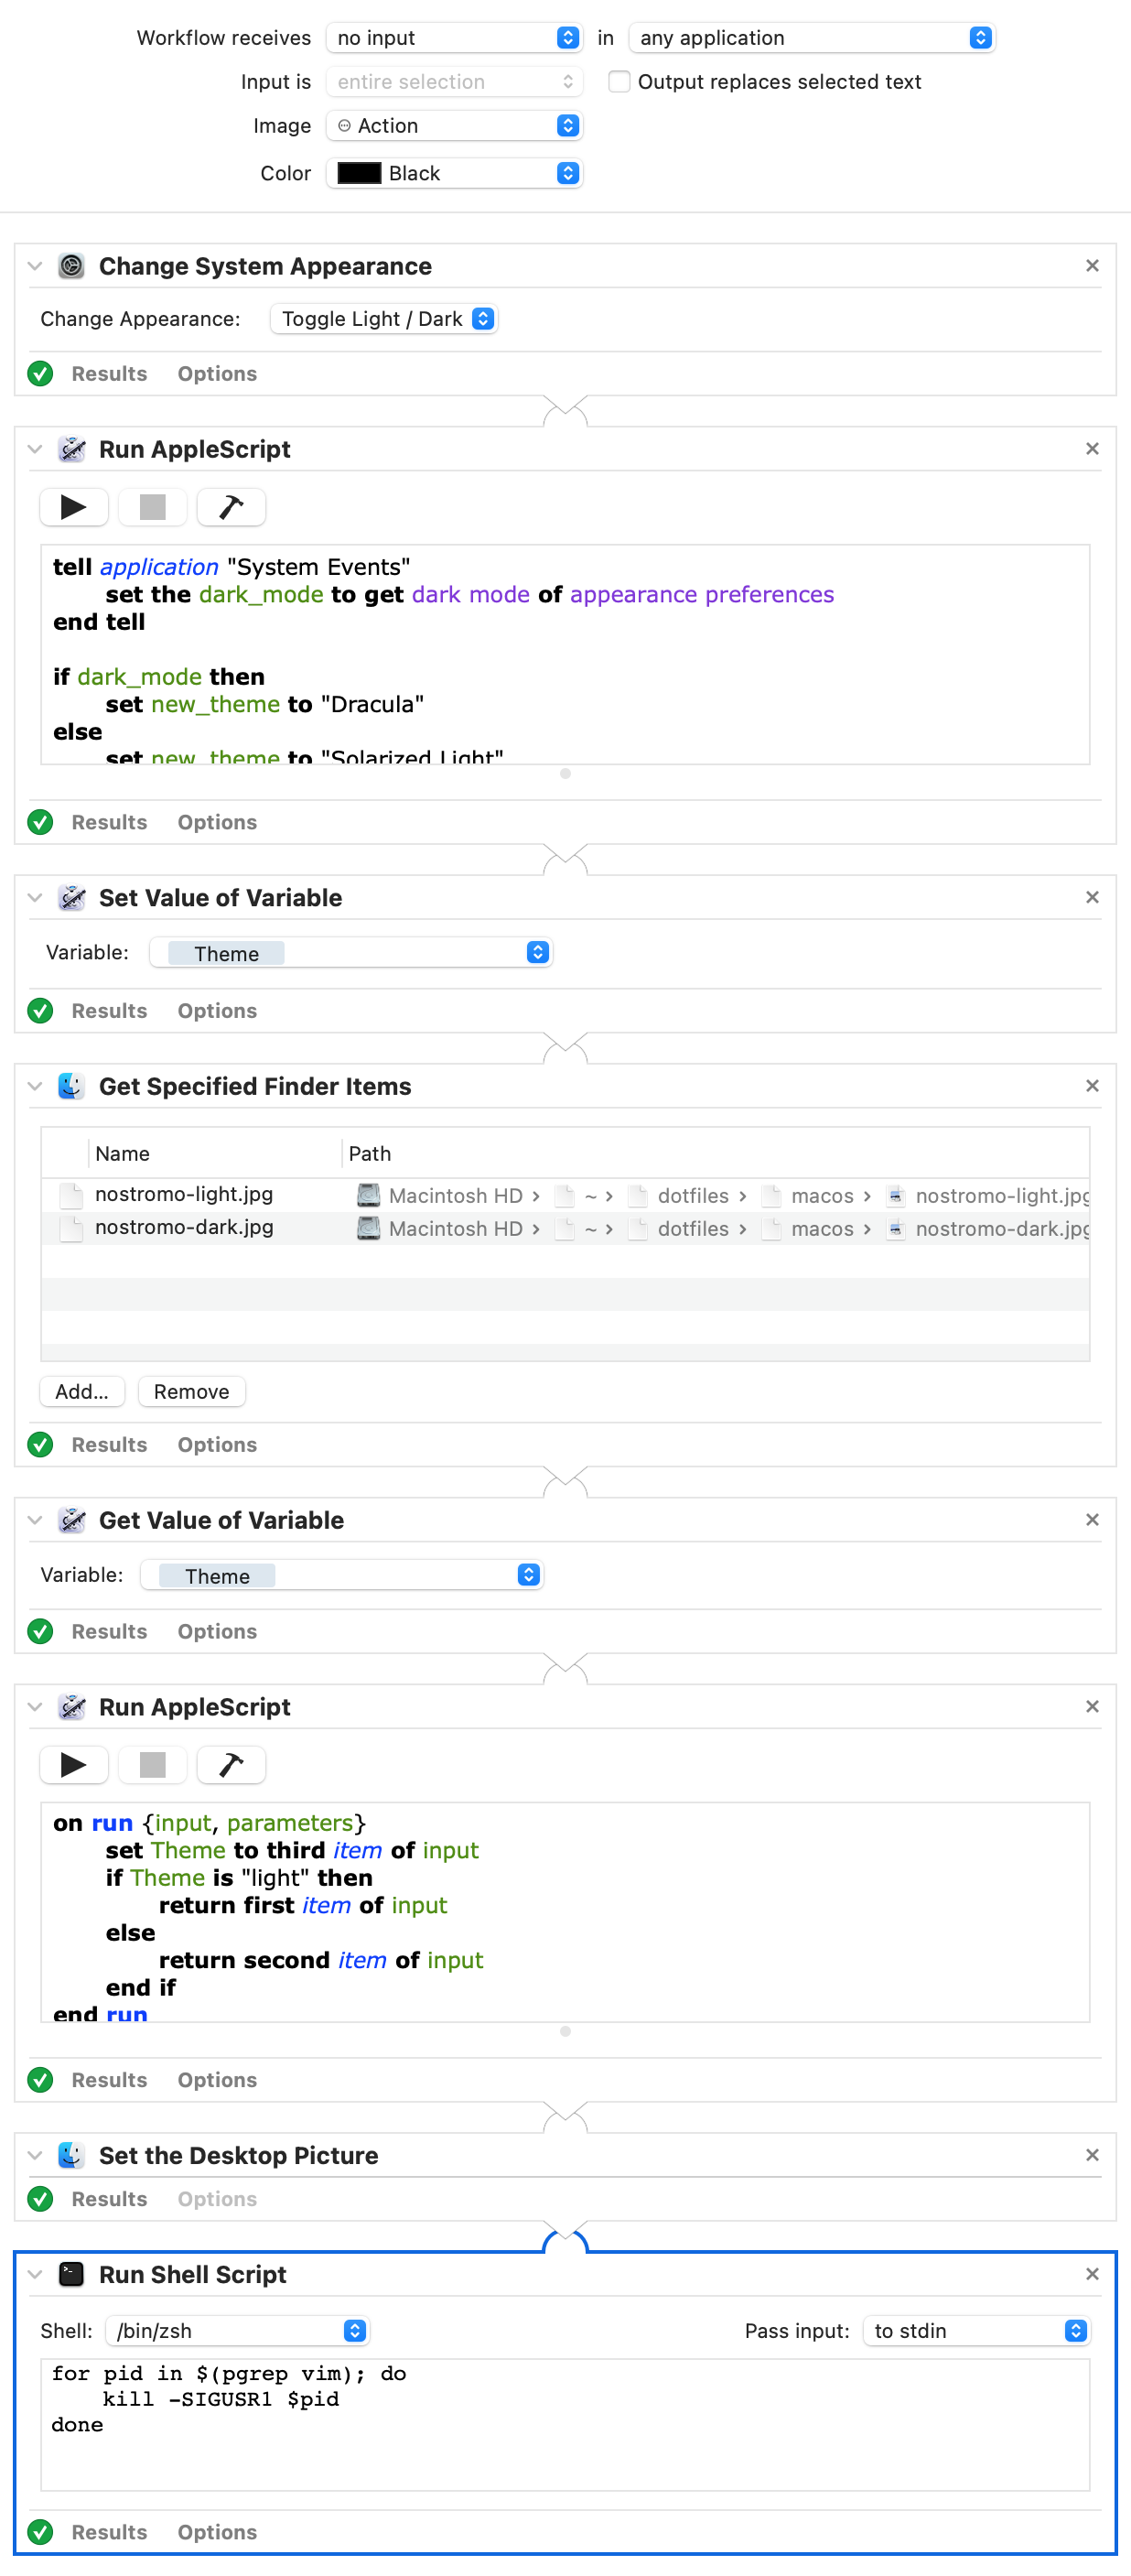 Workflow receives no input in any application
Input is entire selection Output replaces selected text
Image Action
Color Black
Change System Appearance
Change Appearance: Toggle Light / Dark
Results Options
Run AppleScript
tell application "System Events"
set the dark_mode to get dark mode of appearance preferences
end tell
if dark_mode then
set new_theme to "Dracula"
else
set new_theme to "Solarized Light"
Results Options
Set Value of Variable
Variable: Theme
Results Options
Get Specified Finder Items
Name Path
nostromo-light.jpg Macintosh HD › ~ › dotfiles › macos › nostromo-light.jpg
nostromo-dark.jpg Macintosh HD › ~ › dotfiles › macos › nostromo-dark.jpg
Add... Remove
Results Options
Get Value of Variable
Variable: Theme
Results Options
Run AppleScript
on run {input, parameters}
set Theme to third item of input
if Theme is "light" then
return first item of input
else
return second item of input
end if
end run
Results Options
Set the Desktop Picture
Results Options
Run Shell Script
Shell: /bin/zsh Pass input: to stdin
for pid in $(pgrep vim); do
kill -SIGUSR1 $pid
done
Results Options